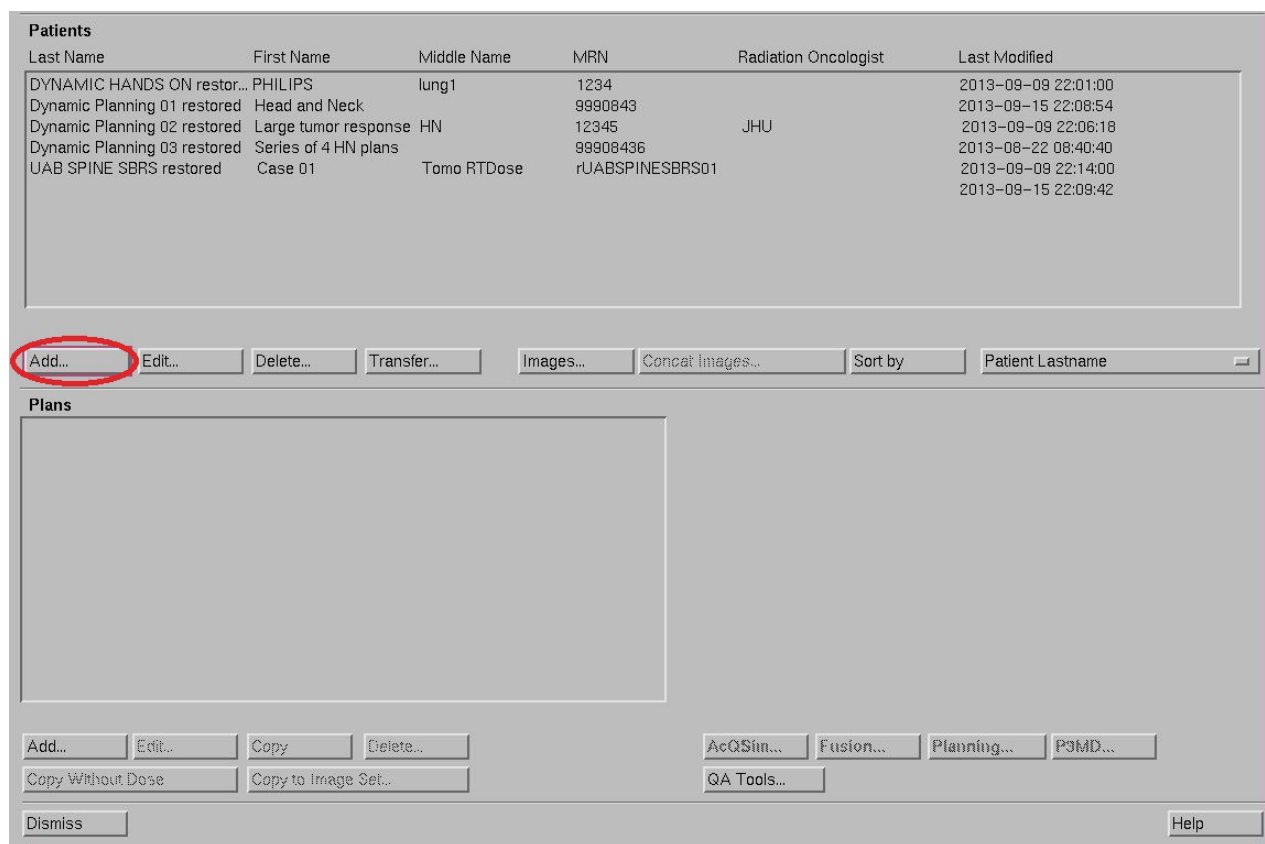 Patients
Last Name First Name Middle Name MRN Radiation Oncologist Last Modified
DYNAMIC HANDS ON restor... PHILIPS lung1 1234 2013-09-09 22:01:00
Dynamic Planning 01 restored Head and Neck 9990843 2013-09-15 22:08:54
Dynamic Planning 02 restored Large tumor response HN 12345 JHU 2013-09-09 22:06:18
Dynamic Planning 03 restored Series of 4 HN plans 99908436 2013-08-22 08:40:40
UAB SPINE SBRS restored Case 01 Tomo RTDose rUABSPINESBRS01 2013-09-09 22:14:00
2013-09-15 22:09:42
Add... Edit... Delete... Transfer... Images... Concat Images... Sort by Patient Lastname
Plans
Add... Edit... Copy Delete... AcQSim... Fusion... Planning... P3MD...
Copy Without Dose Copy to Image Set... QA Tools...
Dismiss Help